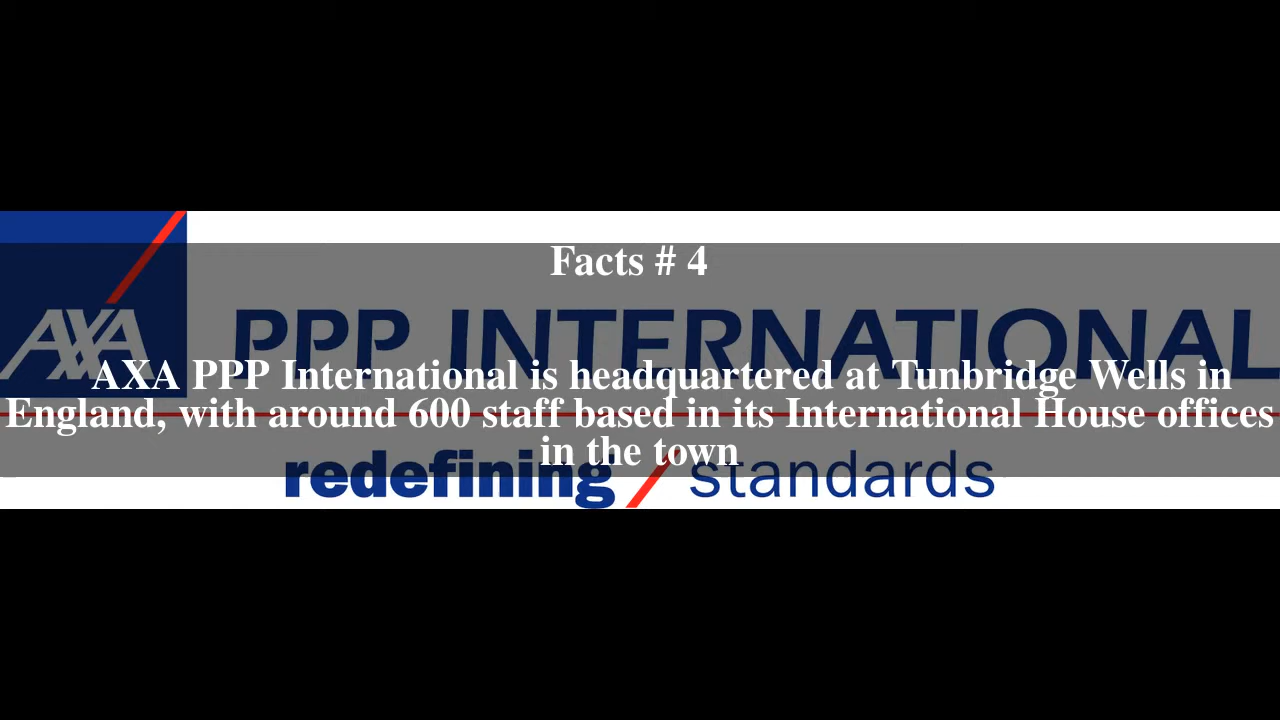 Facts # 4
AXA PPP INTERNATIONAL
AXA PPP International is headquartered at Tunbridge Wells in
England, with around 600 staff based in its International House offices
in the town
redefining / standards